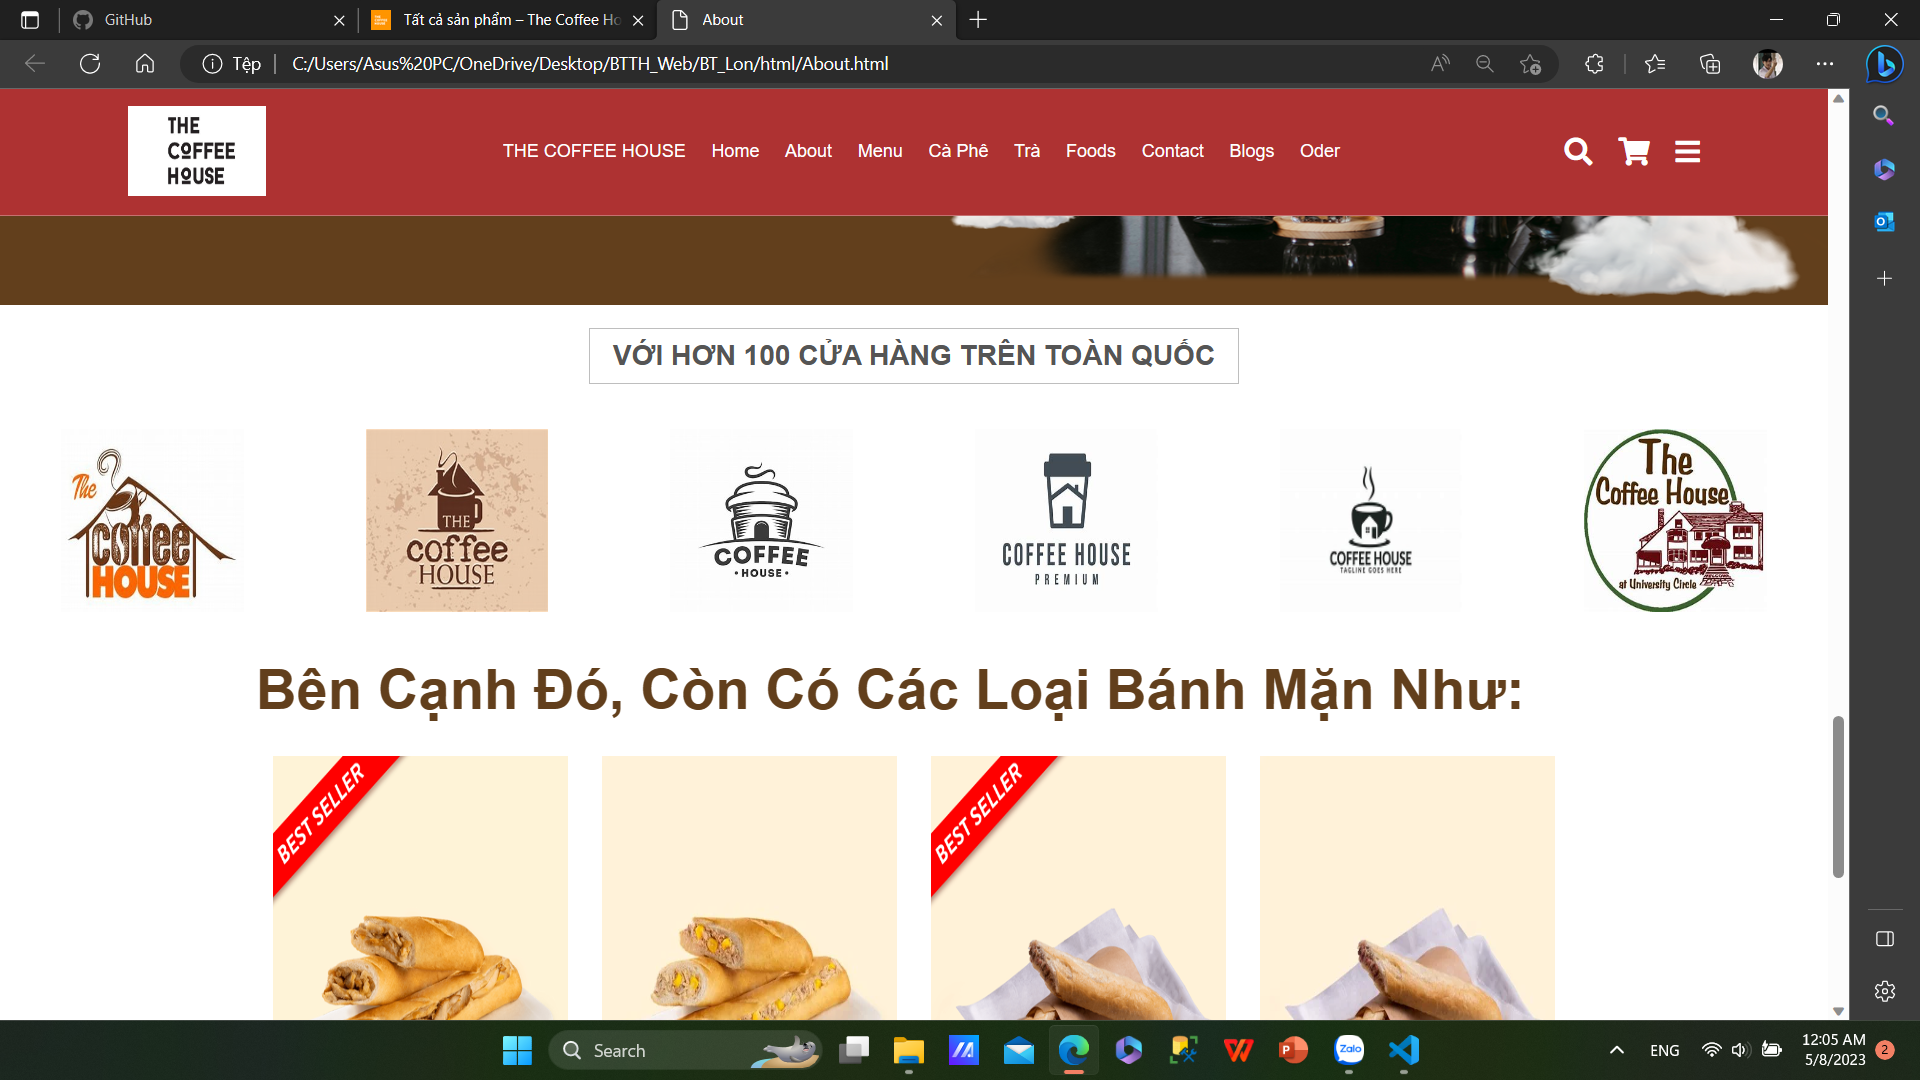 GitHub
Tất cả sản phẩm – The Coffee Ho
About
Tệp
C:/Users/Asus%20PC/OneDrive/Desktop/BTTH_Web/BT_Lon/html/About.html
THE
COFFEE
HOUSE
THE COFFEE HOUSE Home About Menu Cà Phê Trà Foods Contact Blogs Oder
VỚI HƠN 100 CỬA HÀNG TRÊN TOÀN QUỐC
The
coffee
HOUSE
THE
coffee
HOUSE
COFFEE
• HOUSE •
COFFEE HOUSE
PREMIUM
COFFEE HOUSE
TAGLINE GOES HERE
The
Coffee House
at University Circle
Bên Cạnh Đó, Còn Có Các Loại Bánh Mặn Như:
BEST SELLER
BEST SELLER
Search
Zalo
ENG
12:05 AM
5/8/2023
2